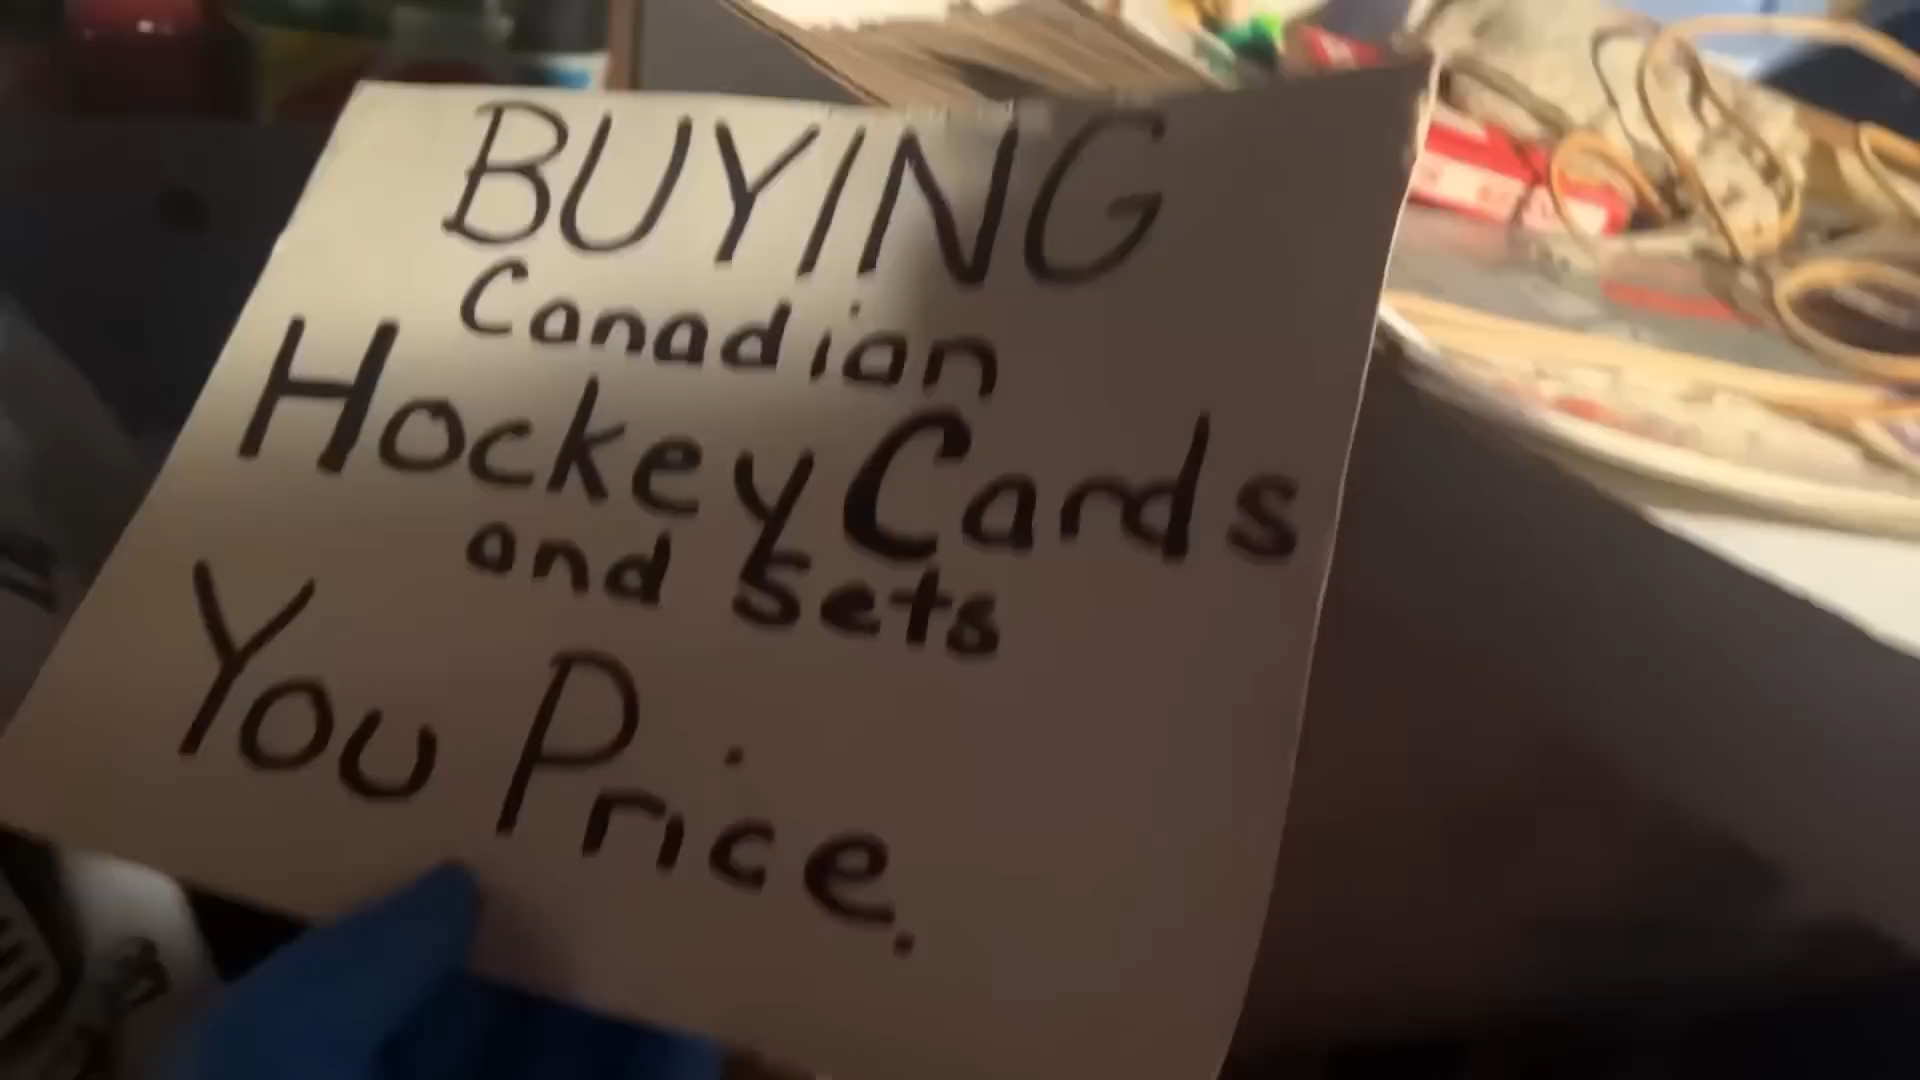 BUYING
Canadian
Hockey Cards
and Sets
You Price.